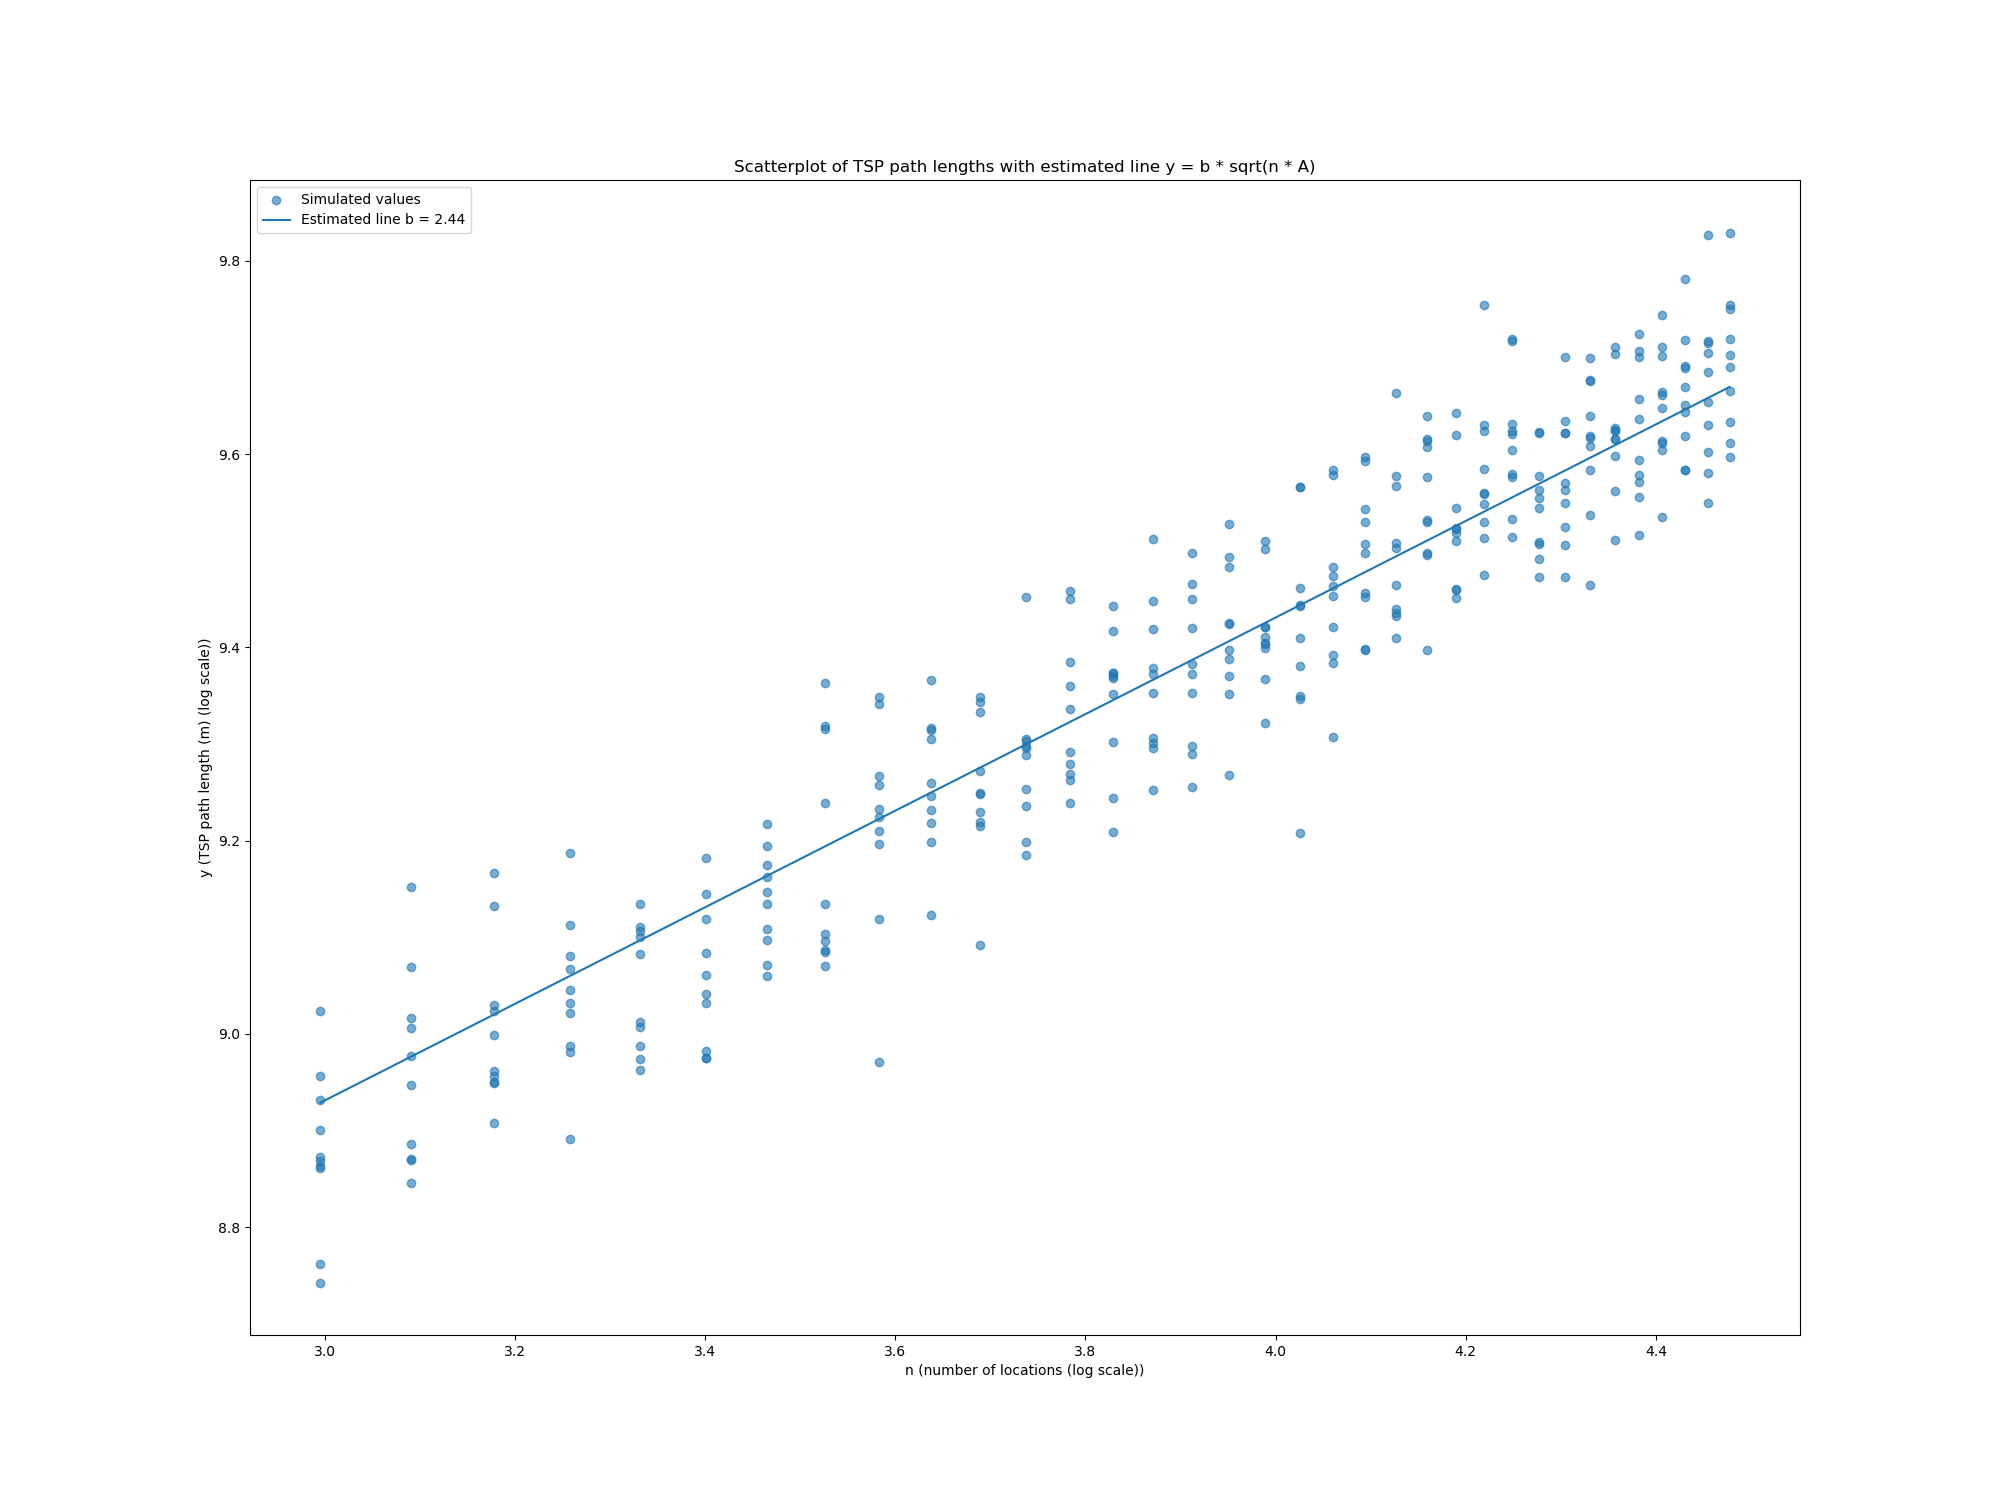 Scatterplot of TSP path lengths with estimated line y = b * sqrt(n * A)
Simulated values
Estimated line b = 2.44
9.8
9.6
9.4
9.2
9.0
8.8
y (TSP path length (m) (log scale))
3.0 3.2 3.4 3.6 3.8 4.0 4.2 4.4
n (number of locations (log scale))